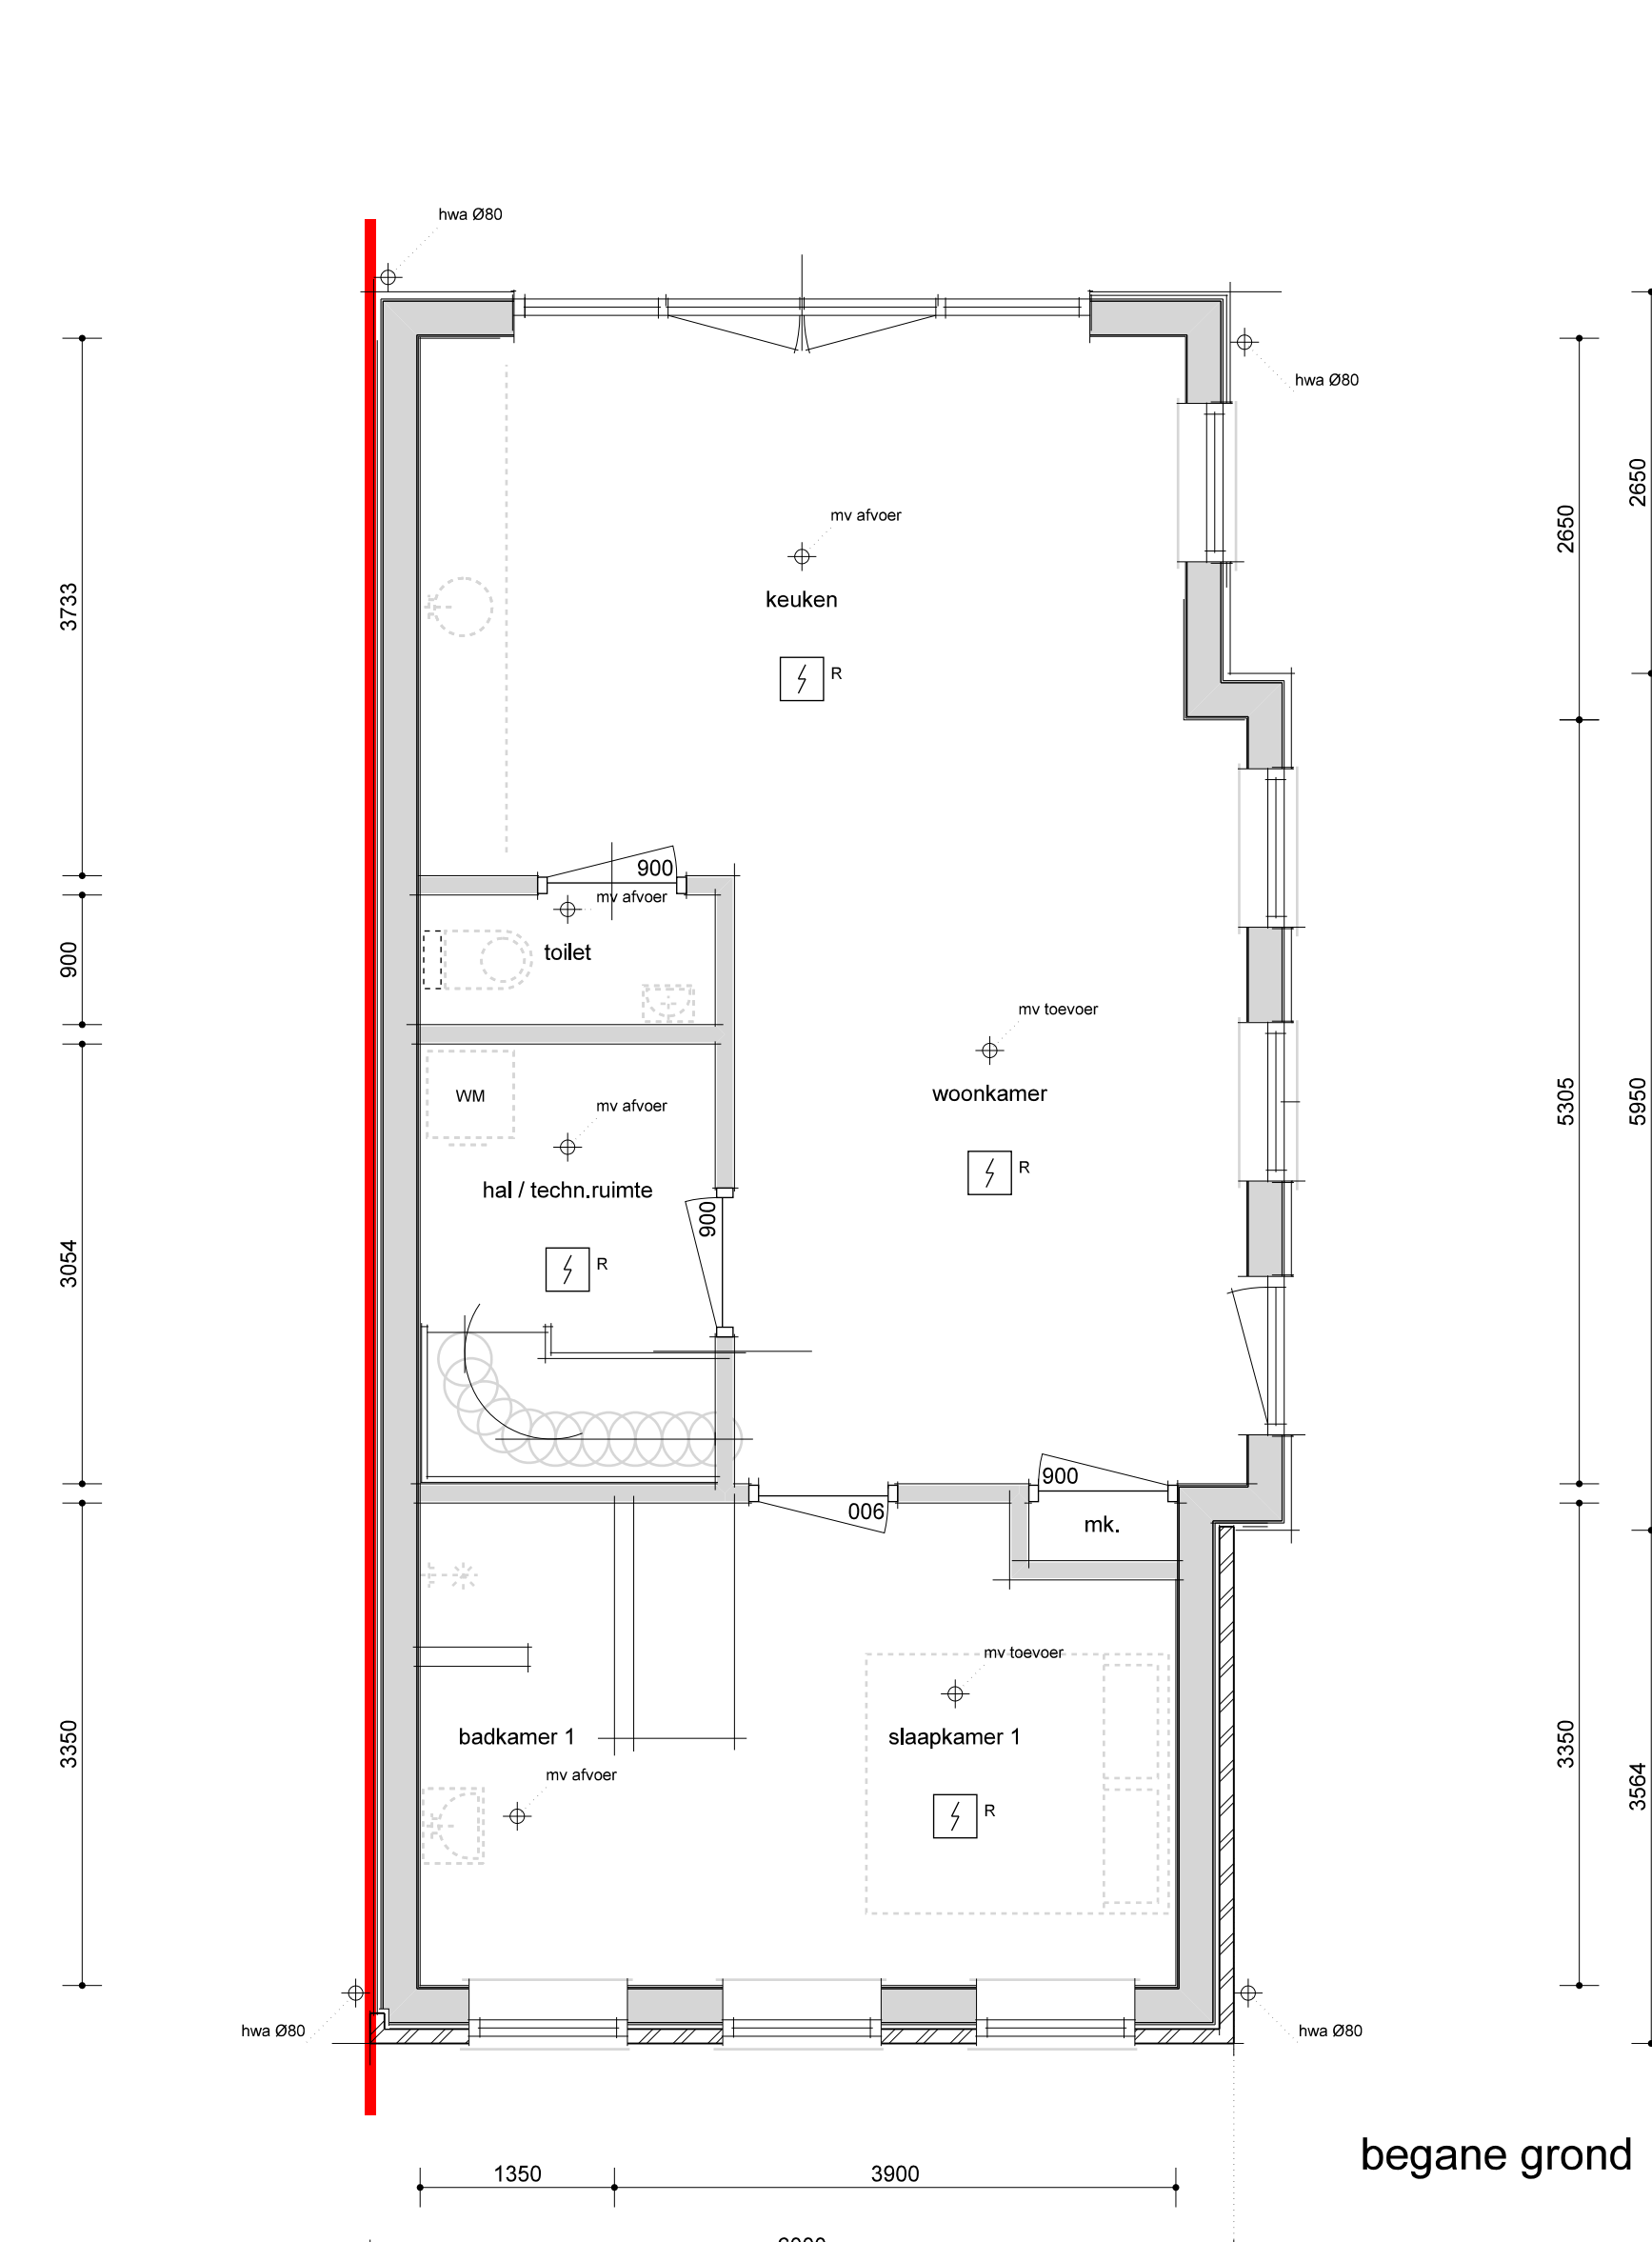 hwa Ø80
hwa Ø80
mv afvoer
keuken
R
2650
2650
3733
900
mv afvoer
toilet
900
mv toevoer
woonkamer
R
WM
mv afvoer
hal / techn.ruimte
900
R
3054
5305
5950
900
900
mk.
mv toevoer
badkamer 1
slaapkamer 1
mv afvoer
R
3350
3350
3564
hwa Ø80
hwa Ø80
begane grond
1350
3900